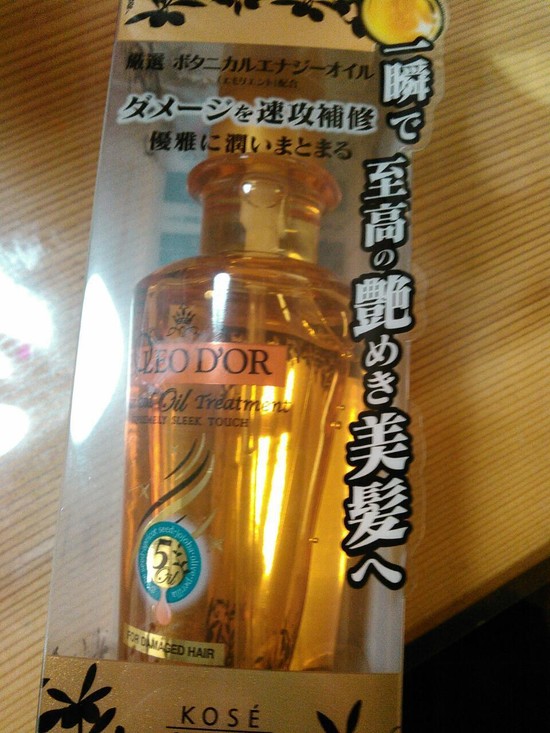 厳選 ボタニカルエナジーオイル
ダメージを速攻補修
優雅に潤いまとまる
一瞬で至高の艶めき美髪へ
LEO D'OR
Oil Treatment
SLEEK TOUCH
5
Oil
FOR DAMAGED HAIR
KOSÉ